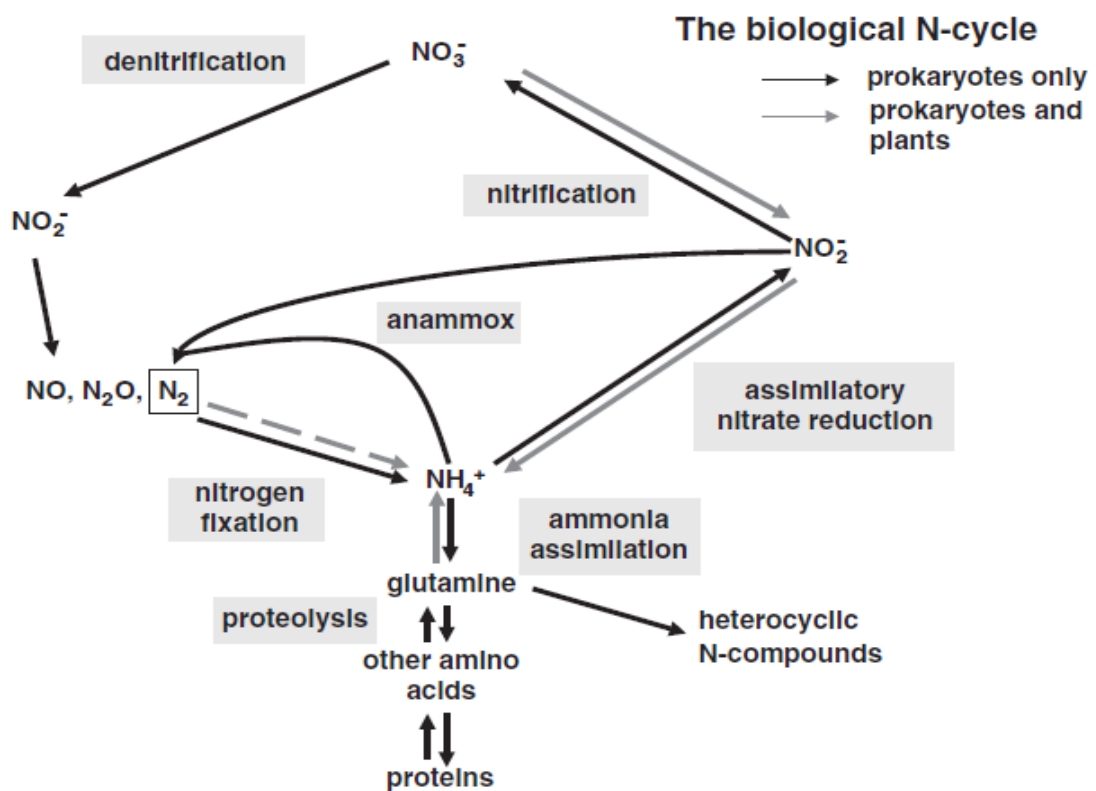 The biological N-cycle
prokaryotes only
prokaryotes and
plants
denitrification
NO₃⁻
nitrification
NO₂⁻
NO₂⁻
anammox
NO, N₂O, N₂
assimilatory
nitrate reduction
NH₄⁺
nitrogen
fixation
ammonia
assimilation
glutamine
proteolysis
heterocyclic
N-compounds
other amino
acids
proteins